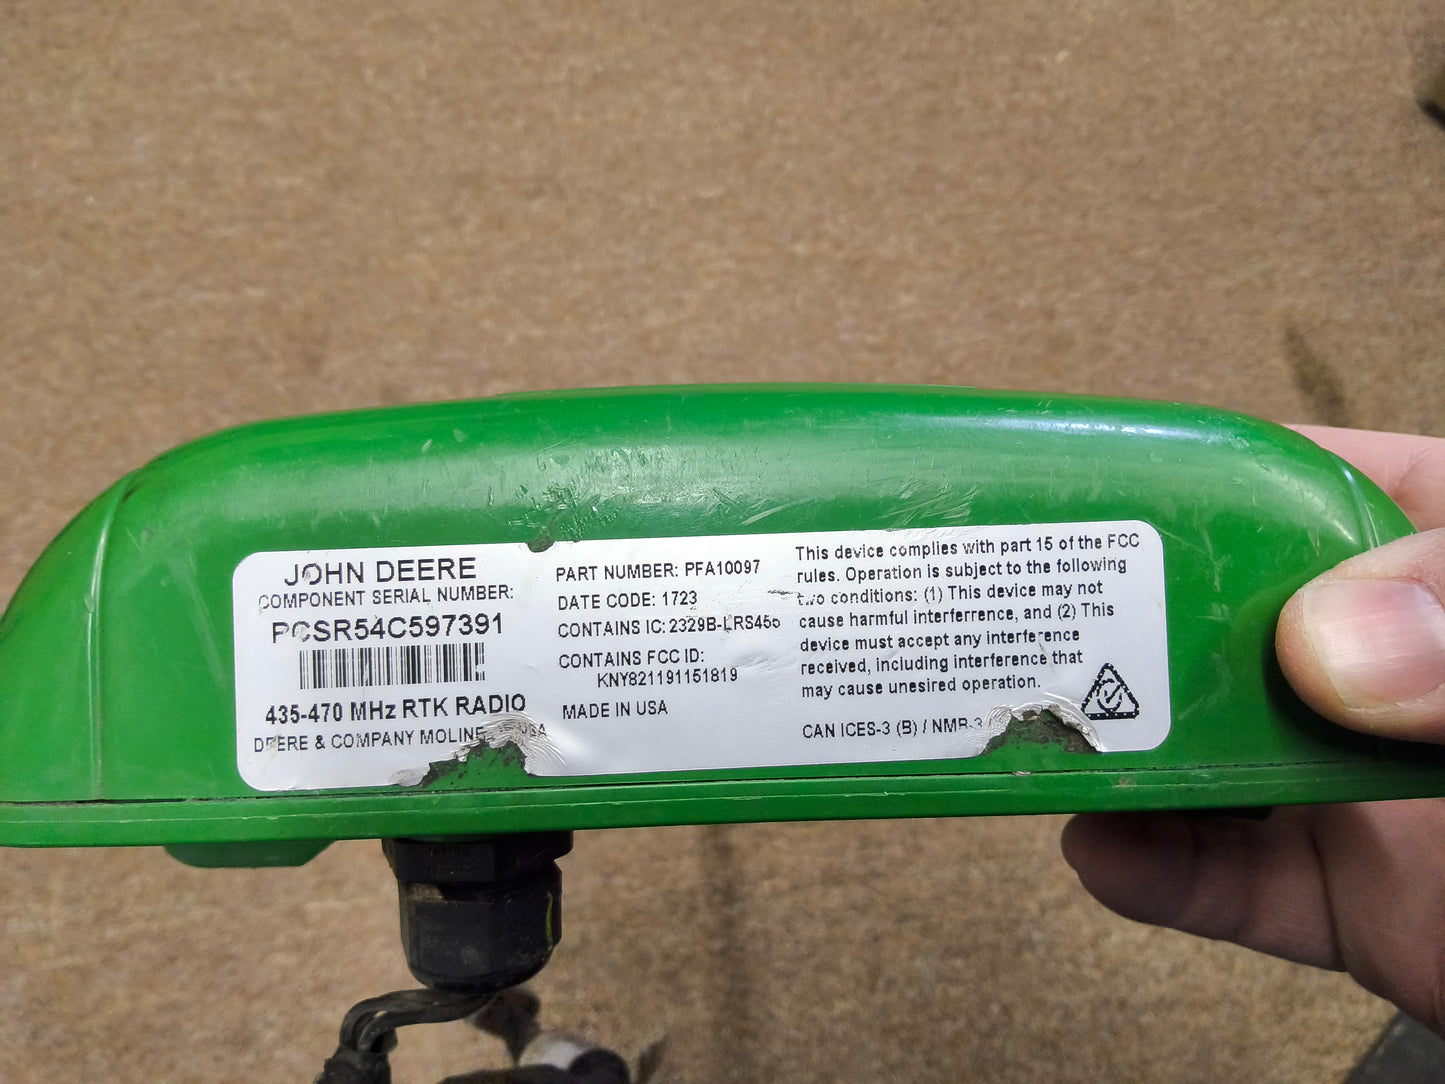 JOHN DEERE
COMPONENT SERIAL NUMBER:
PCSR54C597391
435-470 MHz RTK RADIO
DEERE & COMPANY MOLINE USA
PART NUMBER: PFA10097
DATE CODE: 1723
CONTAINS IC: 2329B-LRS455
CONTAINS FCC ID:
KNY821191151819
MADE IN USA
This device complies with part 15 of the FCC
rules. Operation is subject to the following
two conditions: (1) This device may not
cause harmful interferrence, and (2) This
device must accept any interference
received, including interference that
may cause unesired operation.
CAN ICES-3 (B) / NMB-3